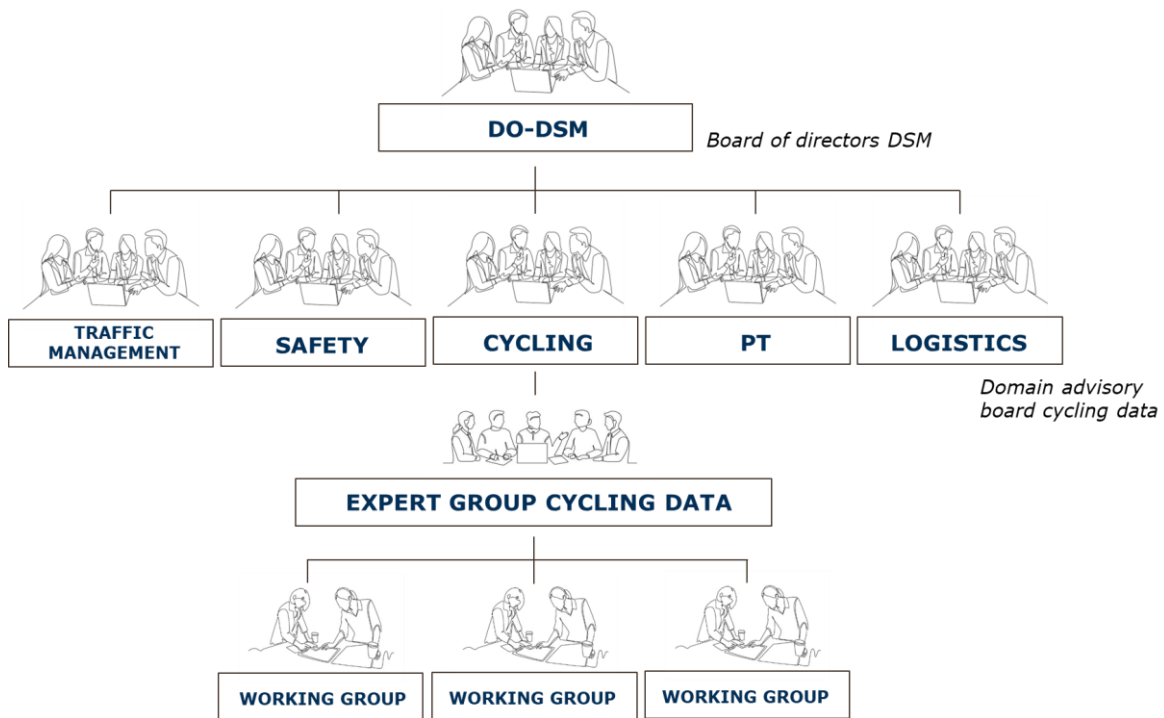 DO-DSM
Board of directors DSM
TRAFFIC
MANAGEMENT
SAFETY
CYCLING
PT
LOGISTICS
Domain advisory
board cycling data
EXPERT GROUP CYCLING DATA
WORKING GROUP
WORKING GROUP
WORKING GROUP